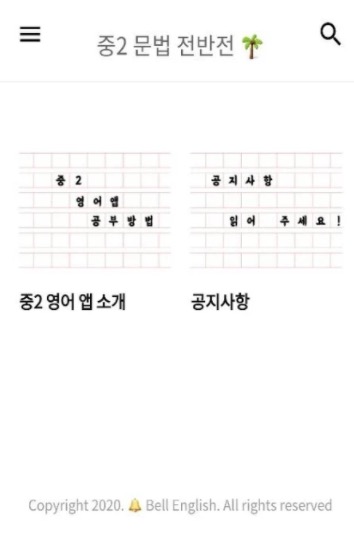 중2 문법 전반전 🌴
중 2
영어앱
공부방법
공지사항
읽어 주세요!
중2 영어 앱 소개
공지사항
Copyright 2020. 🔔 Bell English. All rights reserved